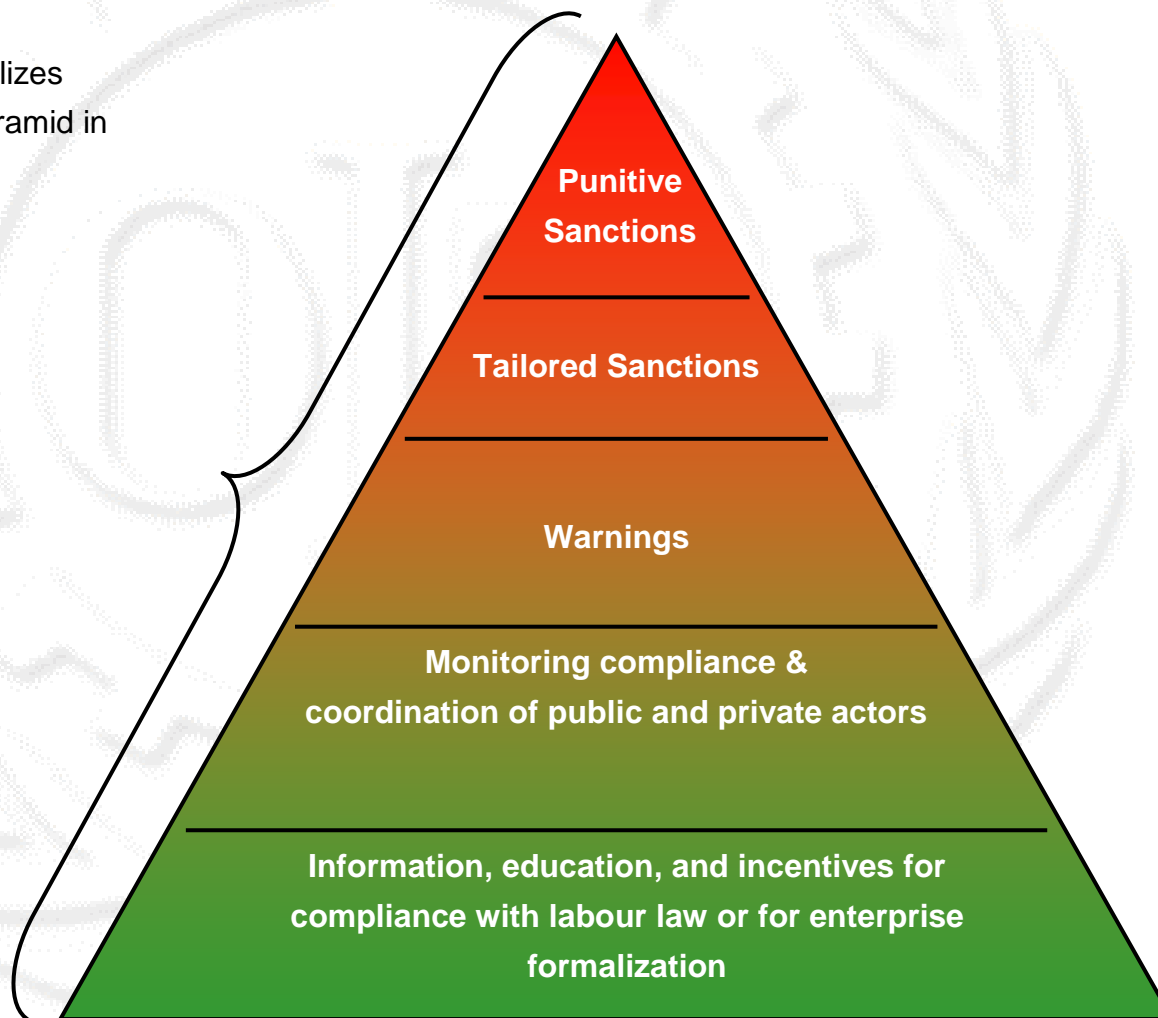 lizes
ramid in
Punitive
Sanctions
Tailored Sanctions
Warnings
Monitoring compliance &
coordination of public and private actors
Information, education, and incentives for
compliance with labour law or for enterprise
formalization